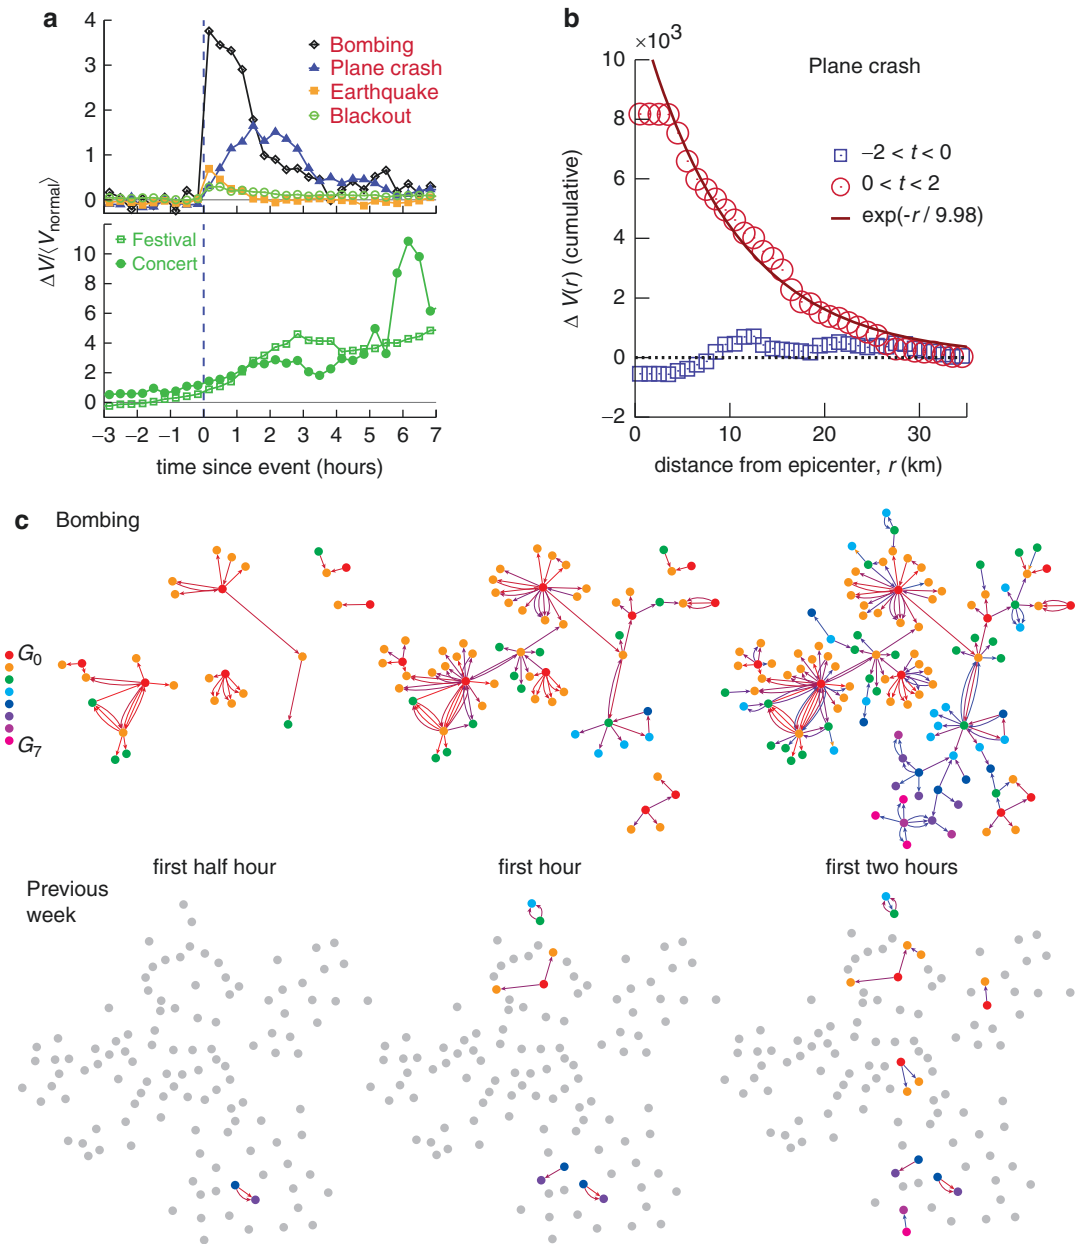 a
4
3
2
1
0
Bombing
Plane crash
Earthquake
Blackout
ΔV/⟨V_normal⟩
10
8
6
4
2
0
Festival
Concert
−3 −2 −1 0 1 2 3 4 5 6 7
time since event (hours)
b
×10³
Plane crash
10
8
6
4
2
0
−2
Δ V(r) (cumulative)
−2 < t < 0
0 < t < 2
exp(-r / 9.98)
0 10 20 30
distance from epicenter, r (km)
c Bombing
G₀
G₇
first half hour first hour first two hours
Previous
week